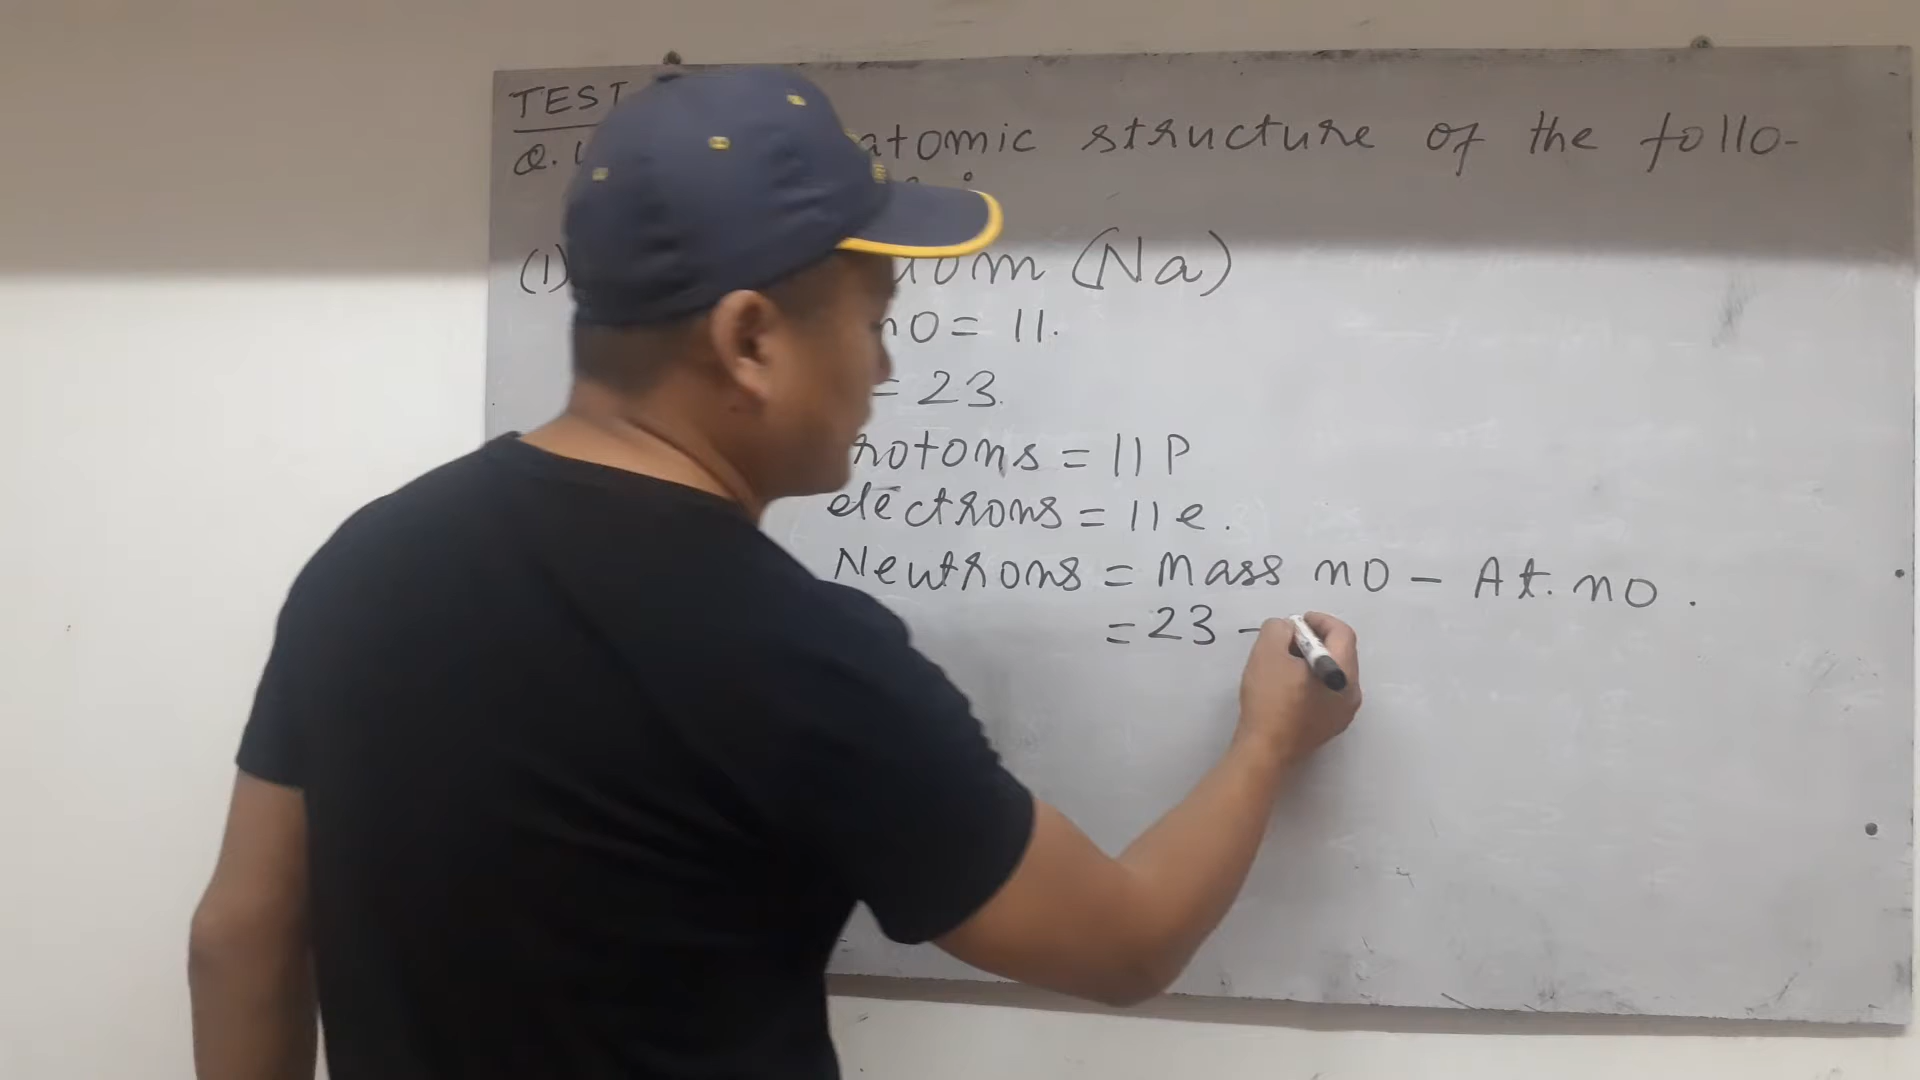 TEST
Q. atomic structure of the follo-
(1) (Na)
no = 11.
= 23.
rotons = 11 P
electrons = 11 e.
Neutrons = Mass no - At. no.
= 23 -